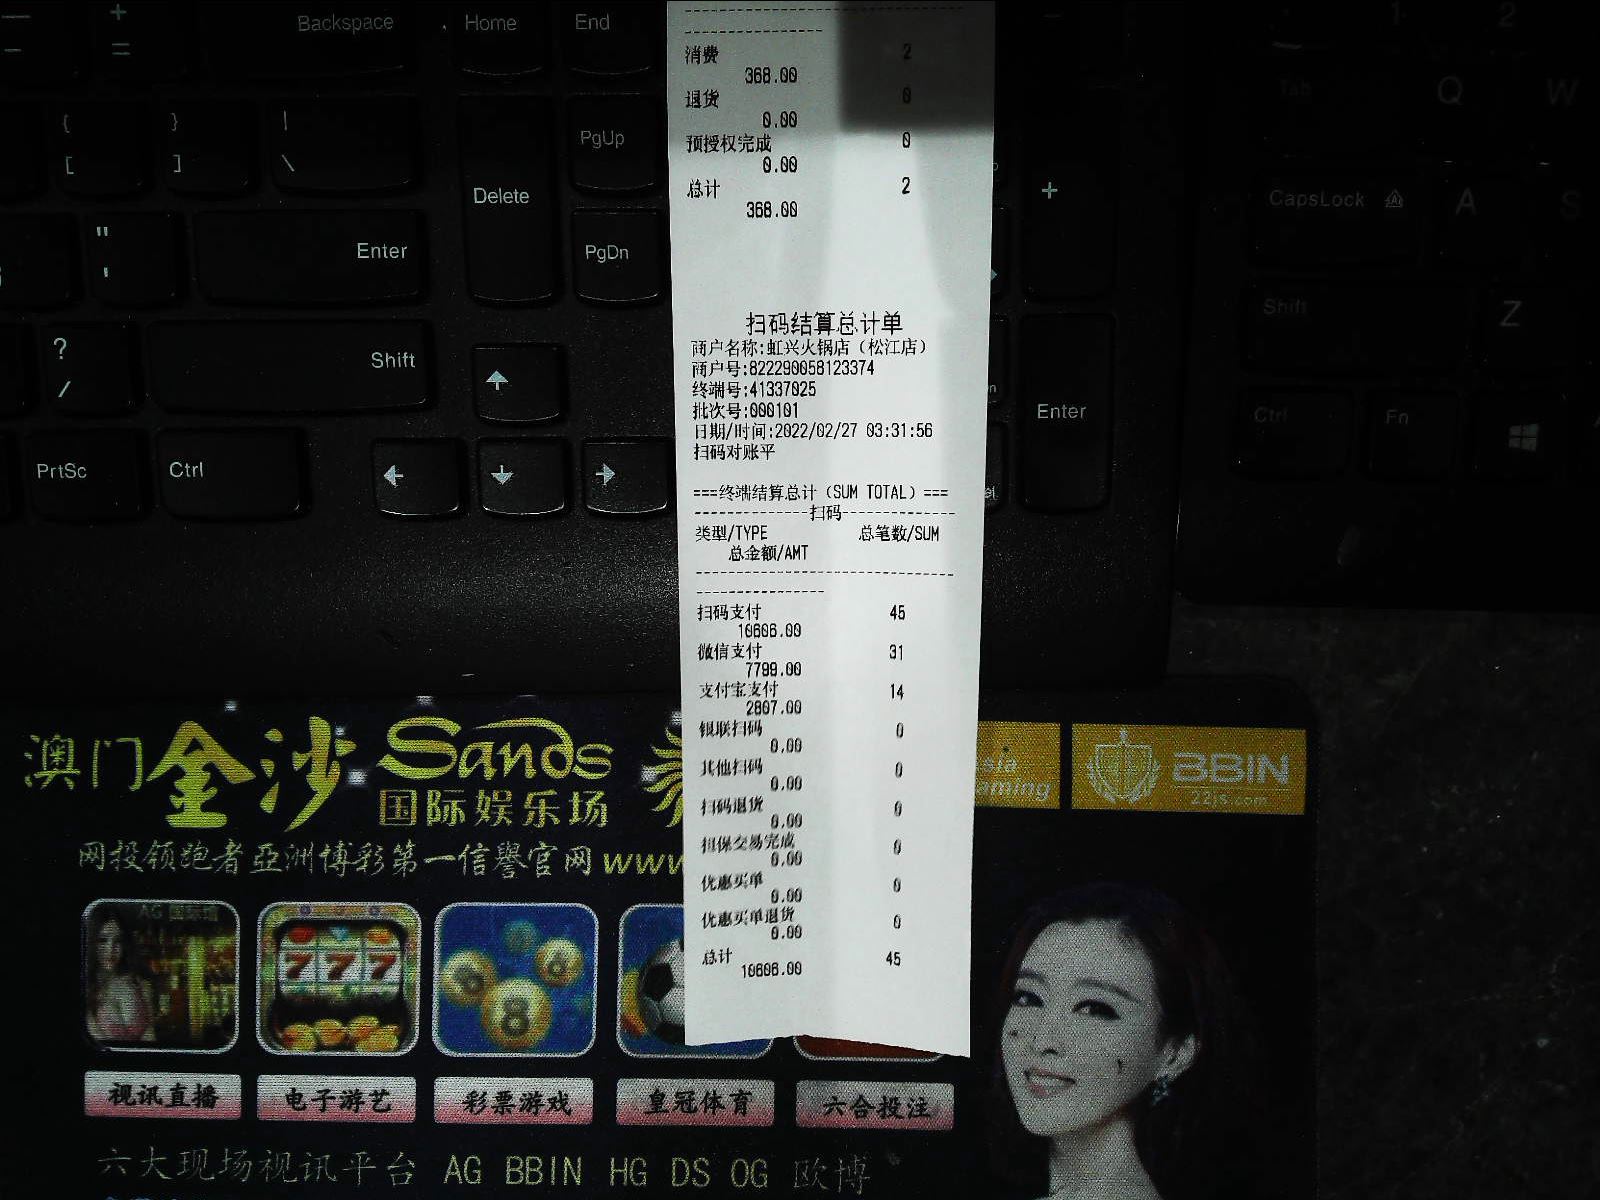 Backspace
Home
End
PgUp
Delete
Enter
PgDn
Shift
PrtSc
Ctrl
Enter
Tab
Q
W
CapsLock
A
S
Shift
Z
Ctrl
Fn
消费 2
368.00
退货 0
0.00
预授权完成 0
0.00
总计 2
368.00
扫码结算总计单
商户名称:虹兴火锅店（松江店）
商户号:822290058123374
终端号:41337025
批次号:000101
日期/时间:2022/02/27 03:31:56
扫码对账平
===终端结算总计（SUM TOTAL）===
扫码
类型/TYPE 总笔数/SUM
总金额/AMT
扫码支付 45
10606.00
微信支付 31
7799.00
支付宝支付 14
2807.00
银联扫码 0
0.00
其他扫码 0
0.00
扫码退货 0
0.00
担保交易完成 0
0.00
优惠买单 0
0.00
优惠买单退货 0
0.00
总计 45
10606.00
澳门金沙 Sands
国际娱乐场
BBIN
22js.com
网投领跑者亞洲博彩第一信譽官网www
777
8
视讯直播 电子游艺 彩票游戏 皇冠体育 六合投注
六大现场视讯平台 AG BBIN HG DS OG 欧博